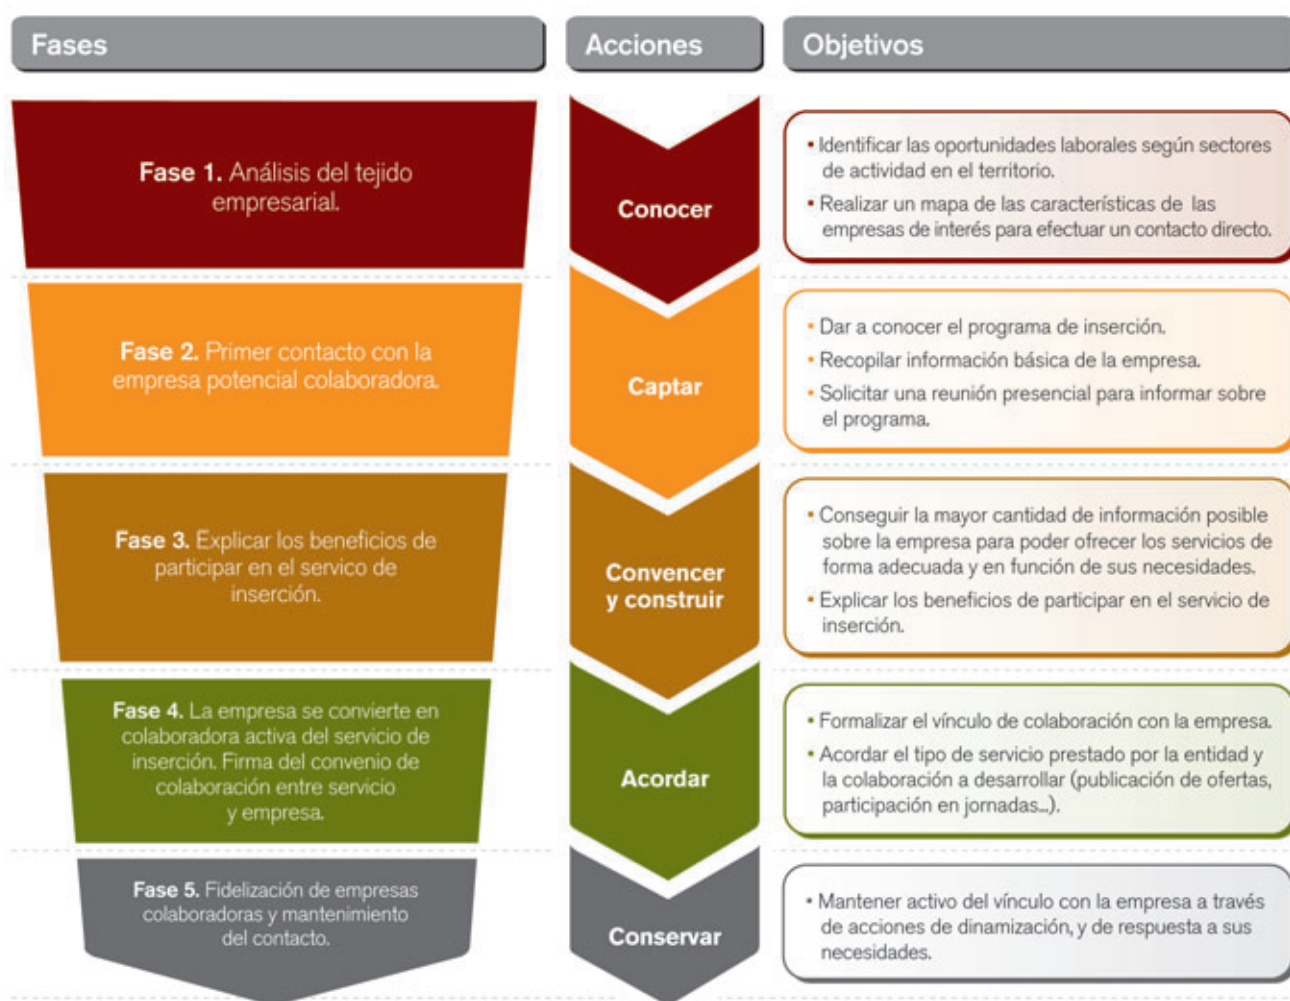 Fases
Acciones
Objetivos
Fase 1. Análisis del tejido
empresarial.
Conocer
▪ Identificar las oportunidades laborales según sectores
de actividad en el territorio.
▪ Realizar un mapa de las características de las
empresas de interés para efectuar un contacto directo.
Fase 2. Primer contacto con la
empresa potencial colaboradora.
Captar
▪ Dar a conocer el programa de inserción.
▪ Recopilar información básica de la empresa.
▪ Solicitar una reunión presencial para informar sobre
el programa.
Fase 3. Explicar los beneficios de
participar en el servico de
inserción.
Convencer
y construir
▪ Conseguir la mayor cantidad de información posible
sobre la empresa para poder ofrecer los servicios de
forma adecuada y en función de sus necesidades.
▪ Explicar los beneficios de participar en el servicio de
inserción.
Fase 4. La empresa se convierte en
colaboradora activa del servicio de
inserción. Firma del convenio de
colaboración entre servicio
y empresa.
Acordar
▪ Formalizar el vínculo de colaboración con la empresa.
▪ Acordar el tipo de servicio prestado por la entidad y
la colaboración a desarrollar (publicación de ofertas,
participación en jornadas...).
Fase 5. Fidelización de empresas
colaboradoras y mantenimiento
del contacto.
Conservar
▪ Mantener activo del vínculo con la empresa a través
de acciones de dinamización, y de respuesta a sus
necesidades.